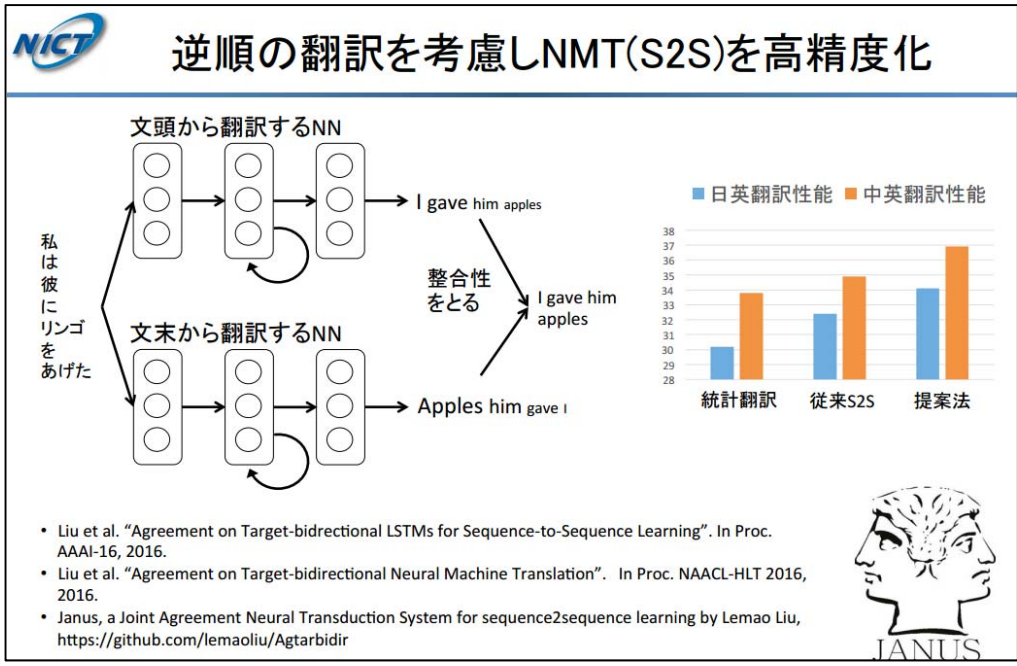 NICT
逆順の翻訳を考慮しNMT(S2S)を高精度化
文頭から翻訳するNN
I gave him apples
私は彼にリンゴをあげた
整合性
をとる
I gave him
apples
文末から翻訳するNN
Apples him gave I
日英翻訳性能 中英翻訳性能
38
37
36
35
34
33
32
31
30
29
28
統計翻訳 従来S2S 提案法
• Liu et al. “Agreement on Target-bidrectional LSTMs for Sequence-to-Sequence Learning”. In Proc.
AAAI-16, 2016.
• Liu et al. “Agreement on Target-bidirectional Neural Machine Translation”. In Proc. NAACL-HLT 2016,
2016.
• Janus, a Joint Agreement Neural Transduction System for sequence2sequence learning by Lemao Liu,
https://github.com/lemaoliu/Agtarbidir
JANUS